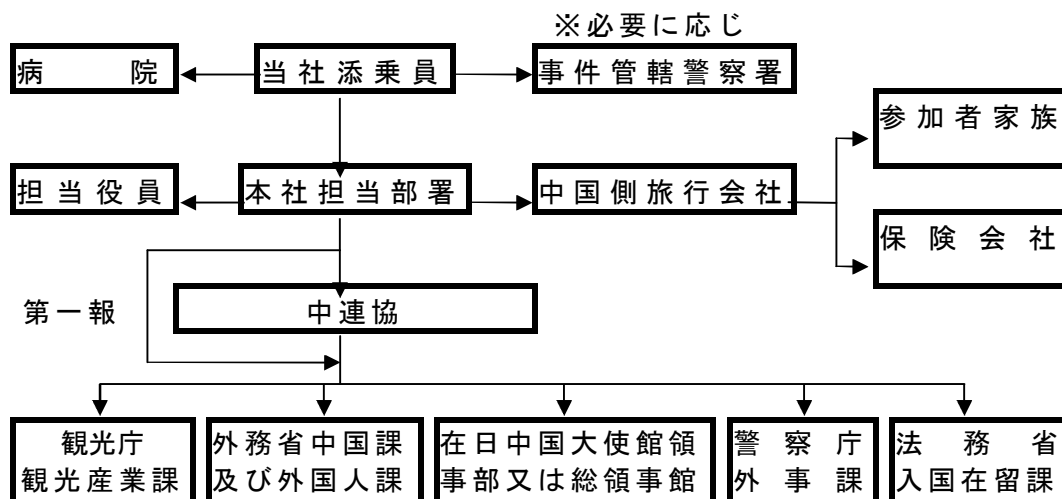 ※必要に応じ
病院
当社添乗員
事件管轄警察署
参加者家族
担当役員
本社担当部署
中国側旅行会社
保険会社
第一報
中連協
観光庁
観光産業課
外務省中国課
及び外国人課
在日中国大使館領
事部又は総領事館
警察庁
外事課
法務省
入国在留課